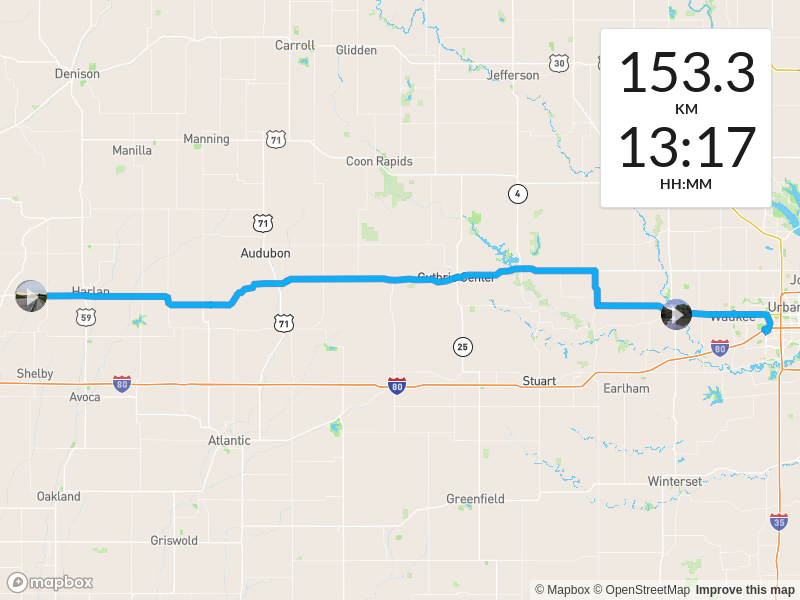 Carroll
Glidden
30
Jefferson
Denison
153.3
KM
13:17
HH:MM
Manning
71
Manilla
Coon Rapids
4
71
Audubon
Guthrie Center
Harlan
59
71
Waukee
Urban
25
80
Shelby
80
80
Stuart
Earlham
Avoca
Atlantic
Winterset
Oakland
Greenfield
35
Griswold
mapbox
© Mapbox © OpenStreetMap Improve this map